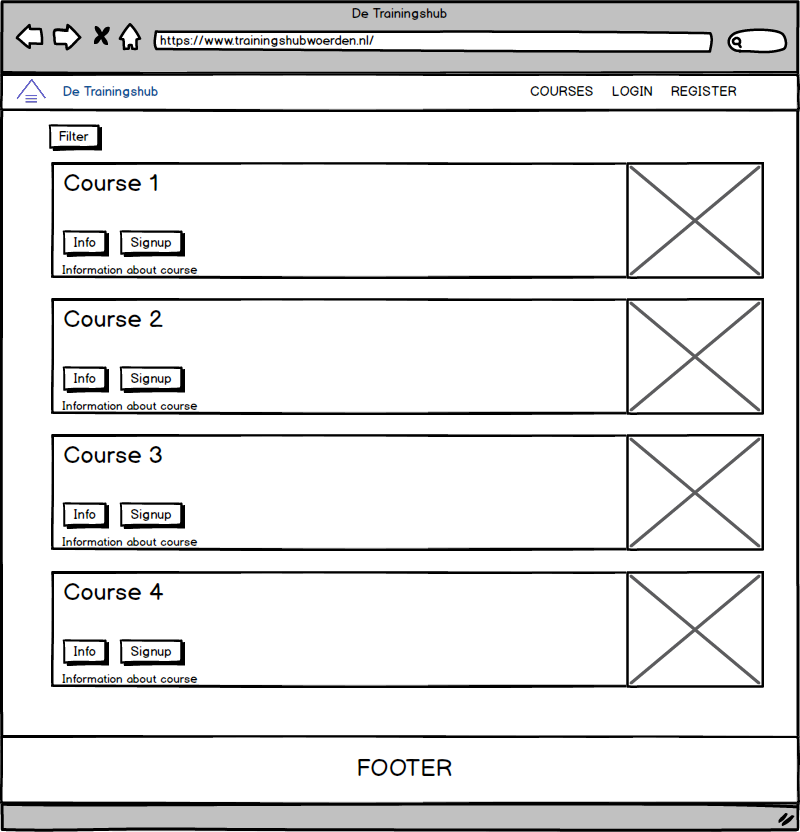 De Trainingshub
https://www.trainingshubwoerden.nl/
De Trainingshub COURSES LOGIN REGISTER
Filter
Course 1
Info Signup
Information about course
Course 2
Info Signup
Information about course
Course 3
Info Signup
Information about course
Course 4
Info Signup
Information about course
FOOTER